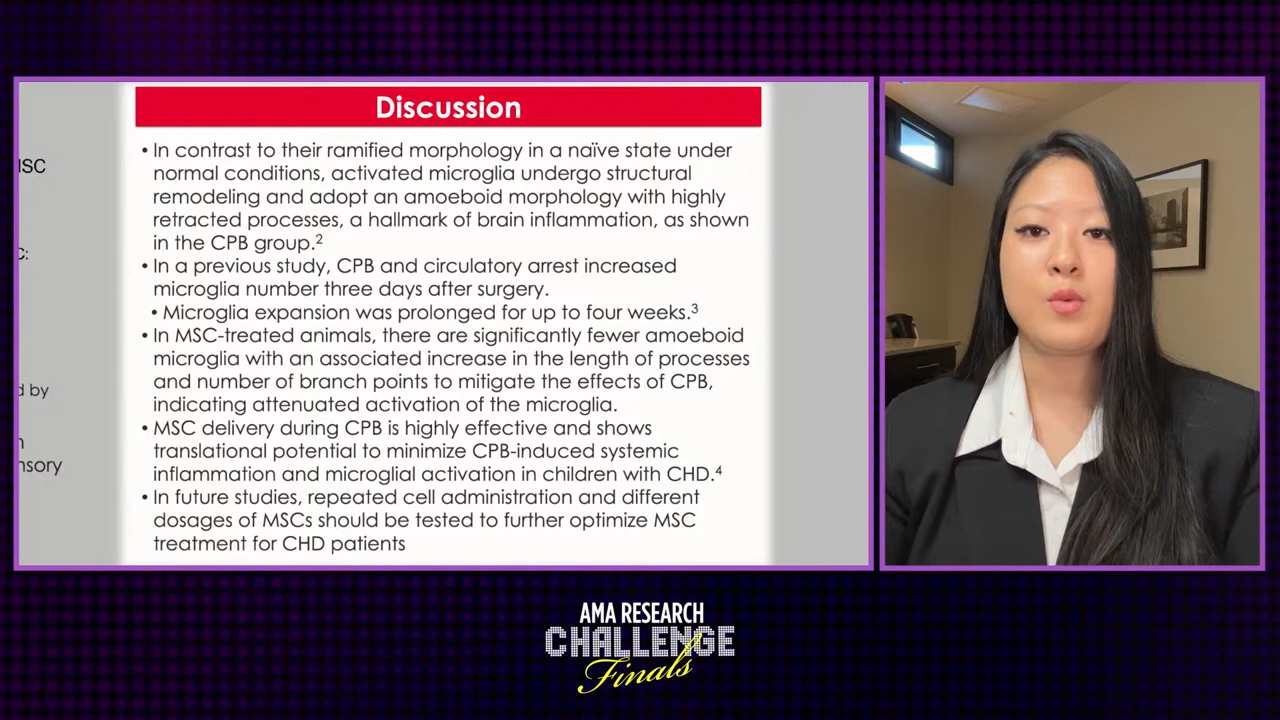 Discussion
• In contrast to their ramified morphology in a naïve state under
normal conditions, activated microglia undergo structural
remodeling and adopt an amoeboid morphology with highly
retracted processes, a hallmark of brain inflammation, as shown
in the CPB group.²
• In a previous study, CPB and circulatory arrest increased
microglia number three days after surgery.
• Microglia expansion was prolonged for up to four weeks.³
• In MSC-treated animals, there are significantly fewer amoeboid
microglia with an associated increase in the length of processes
and number of branch points to mitigate the effects of CPB,
indicating attenuated activation of the microglia.
• MSC delivery during CPB is highly effective and shows
translational potential to minimize CPB-induced systemic
inflammation and microglial activation in children with CHD.⁴
• In future studies, repeated cell administration and different
dosages of MSCs should be tested to further optimize MSC
treatment for CHD patients
d by
AMA RESEARCH
CHALLENGE
Finals